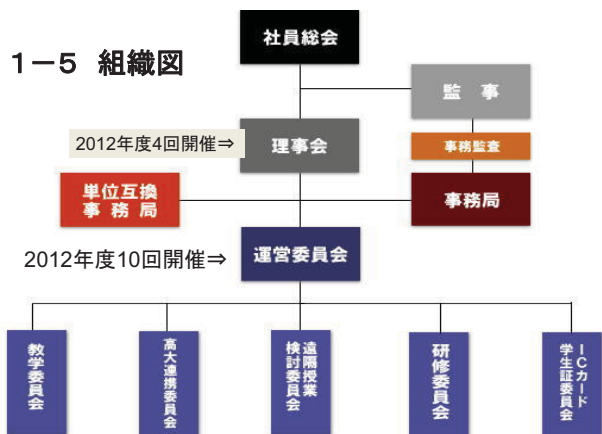 社員総会
1－5 組織図
監 事
2012年度4回開催⇒
理事会
事務監査
単位互換
事 務 局
事務局
2012年度10回開催⇒
運営委員会
教学委員会
高大連携委員会
遠隔授業
検討委員会
研修委員会
ICカード
学生証委員会